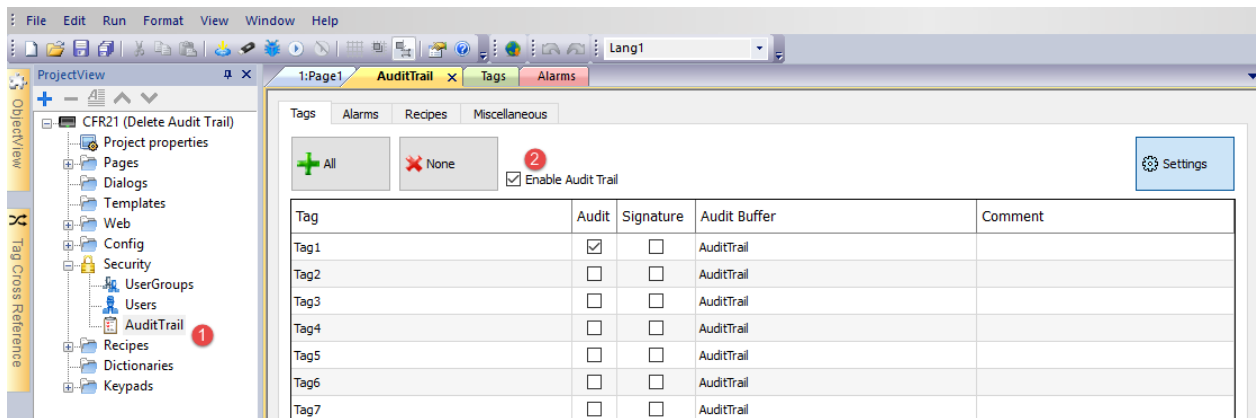 File Edit Run Format View Window Help
Lang1
ProjectView
1:Page1 AuditTrail Tags Alarms
ObjectView
Tag Cross Reference
CFR21 (Delete Audit Trail)
Project properties
Pages
Dialogs
Templates
Web
Config
Security
UserGroups
Users
AuditTrail
1
Recipes
Dictionaries
Keypads
Tags Alarms Recipes Miscellaneous
All None 2 Enable Audit Trail Settings
Tag Audit Signature Audit Buffer Comment
Tag1 AuditTrail
Tag2 AuditTrail
Tag3 AuditTrail
Tag4 AuditTrail
Tag5 AuditTrail
Tag6 AuditTrail
Tag7 AuditTrail